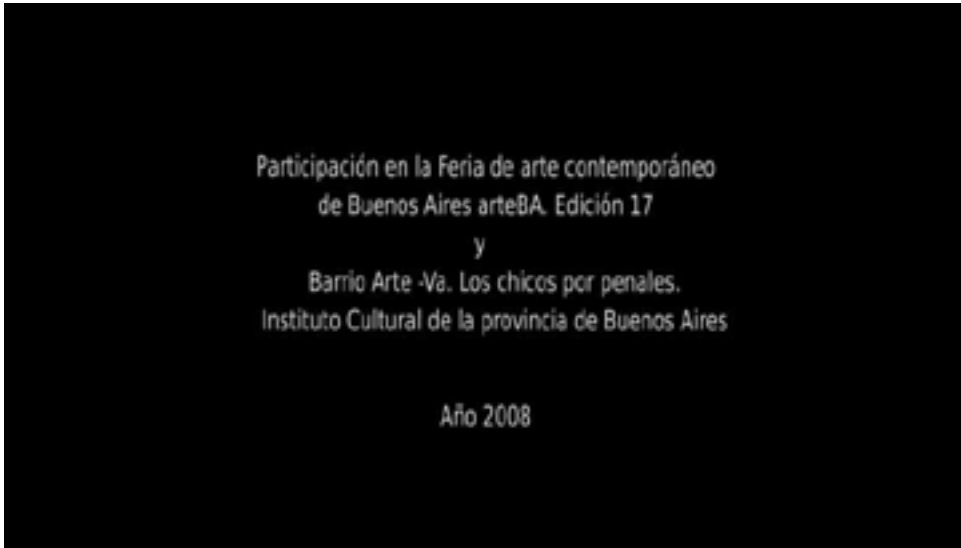 Participación en la Feria de arte contemporáneo
de Buenos Aires arteBA. Edición 17
y
Barrio Arte -Va. Los chicos por penales.
Instituto Cultural de la provincia de Buenos Aires
Año 2008